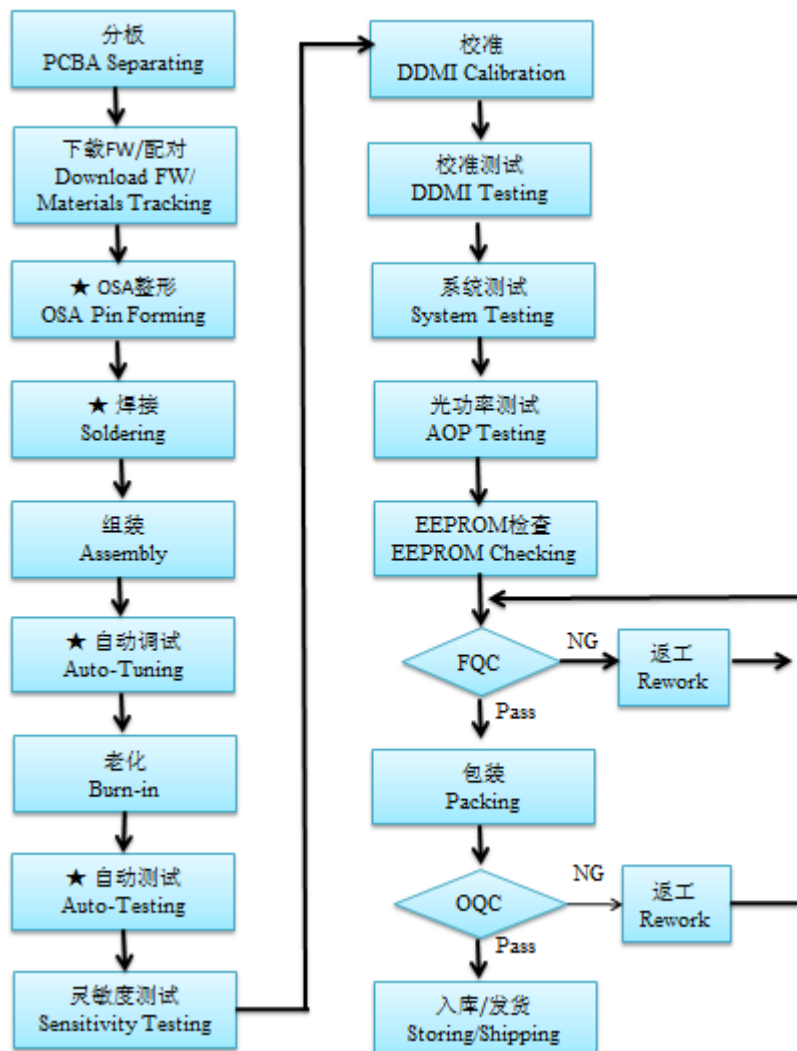 分板
PCBA Separating
下载FW/配对
Download FW/
Materials Tracking
★ OSA整形
OSA Pin Forming
★ 焊接
Soldering
组装
Assembly
★ 自动调试
Auto-Tuning
老化
Burn-in
★ 自动测试
Auto-Testing
灵敏度测试
Sensitivity Testing
校准
DDMI Calibration
校准测试
DDMI Testing
系统测试
System Testing
光功率测试
AOP Testing
EEPROM检查
EEPROM Checking
FQC
NG
返工
Rework
Pass
包装
Packing
OQC
NG
返工
Rework
Pass
入库/发货
Storing/Shipping